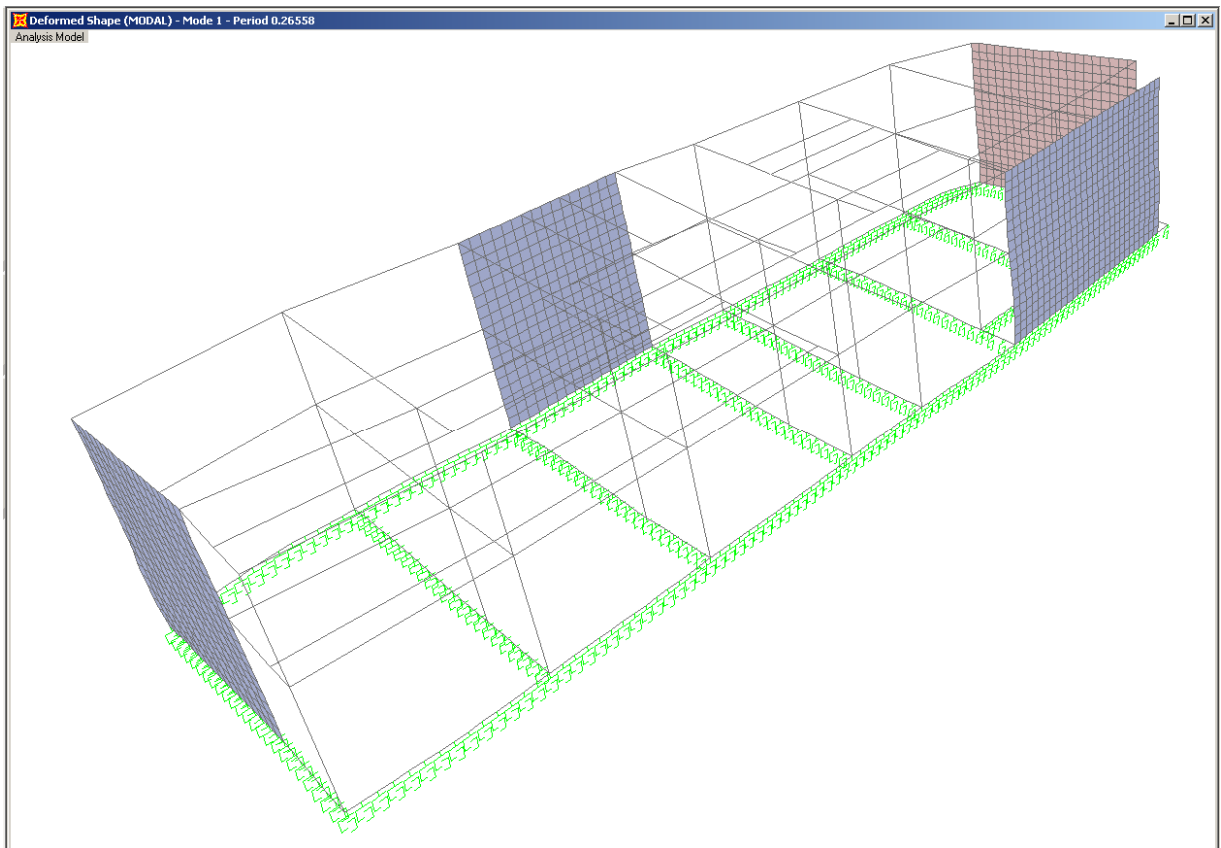 Deformed Shape (MODAL) - Mode 1 - Period 0.26558
Analysis Model